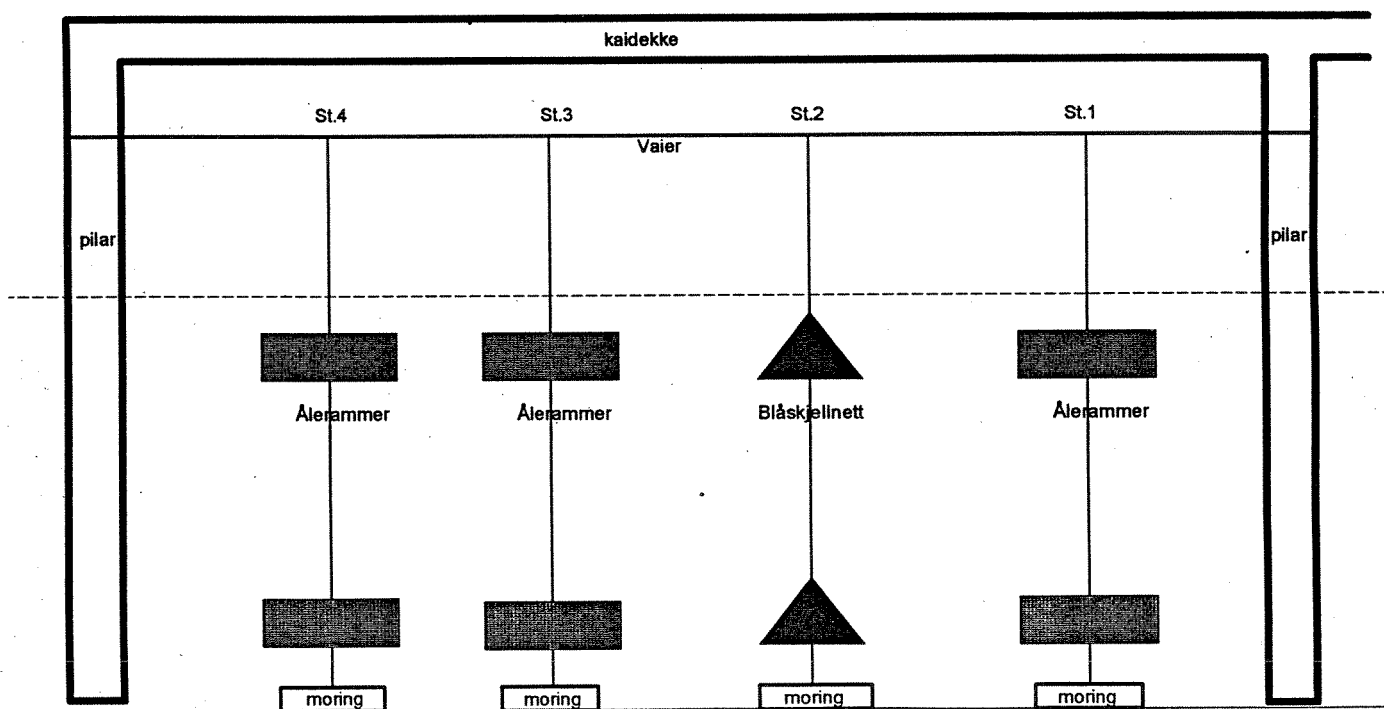 kaidekke
St.4 St.3 St.2 St.1
Vaier
pilar pilar
Ålerammer Ålerammer Blåskjellnett Ålerammer
moring moring moring moring